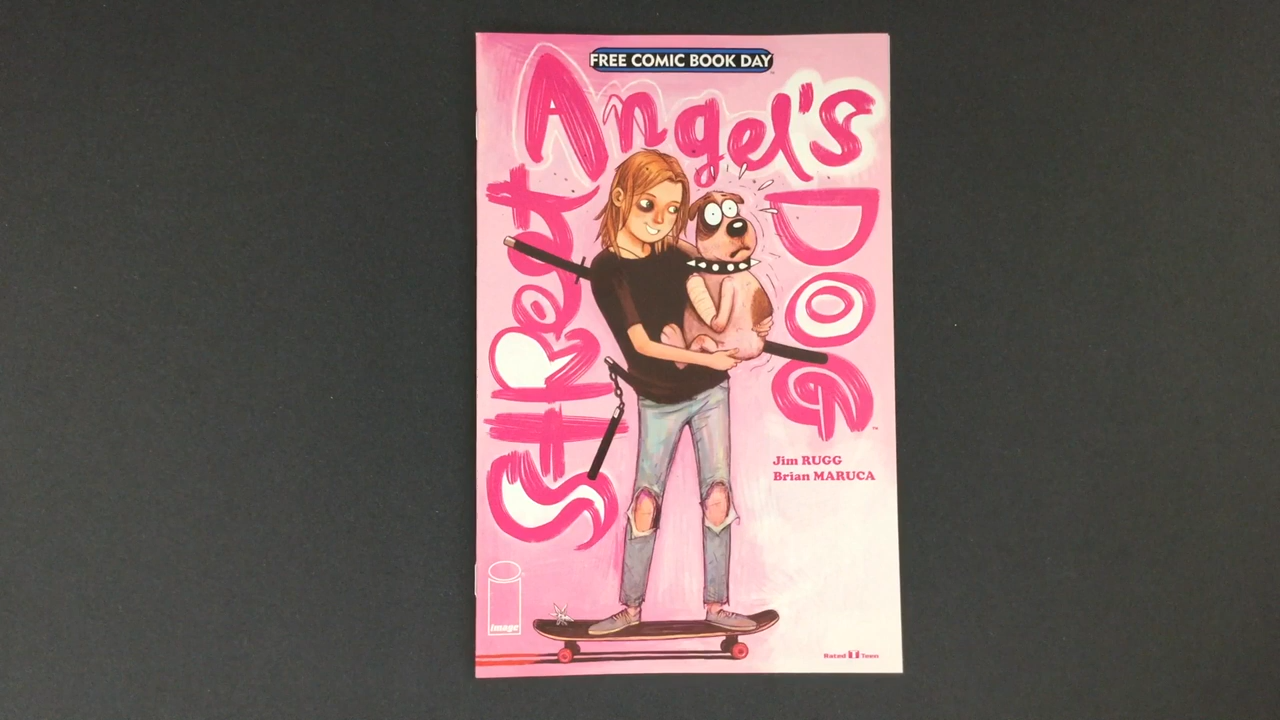 FREE COMIC BOOK DAY
StReet
Angel's
DOG
Jim RUGG
Brian MARUCA
image
Rated T Teen